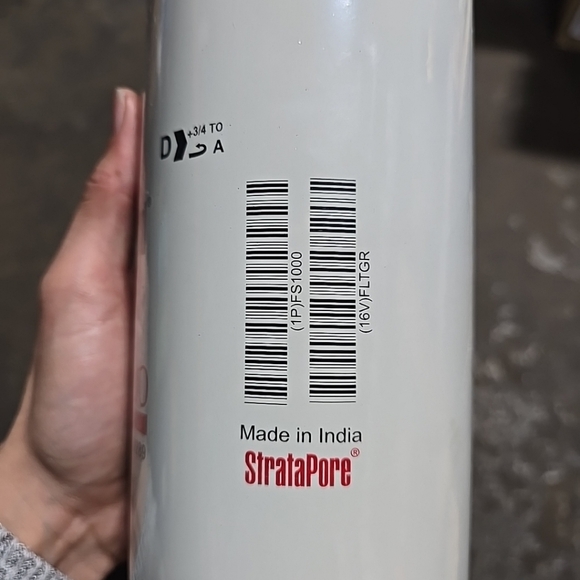 +3/4 TO
D A
(1P)FS1000
(16V)FLTGR
Made in India
StrataPore®